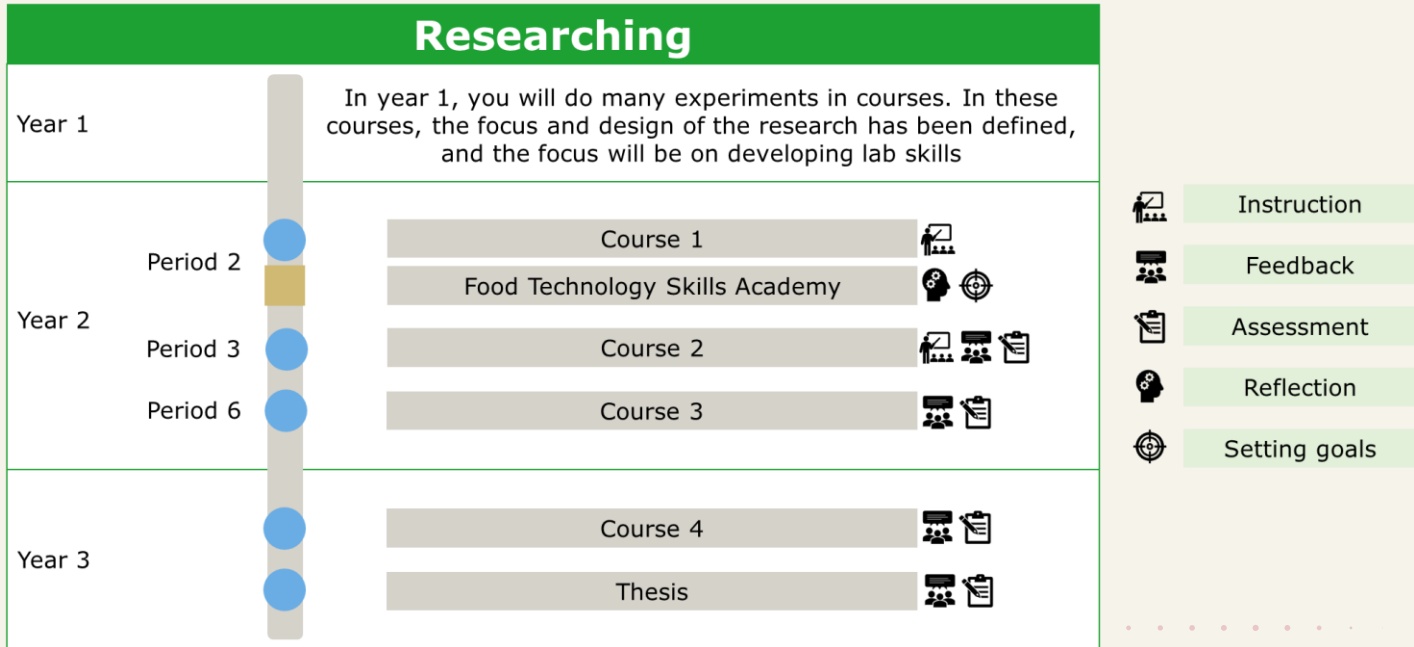 Researching
Year 1
In year 1, you will do many experiments in courses. In these
courses, the focus and design of the research has been defined,
and the focus will be on developing lab skills
Year 2
Period 2
Course 1
Food Technology Skills Academy
Period 3
Course 2
Period 6
Course 3
Year 3
Course 4
Thesis
Instruction
Feedback
Assessment
Reflection
Setting goals